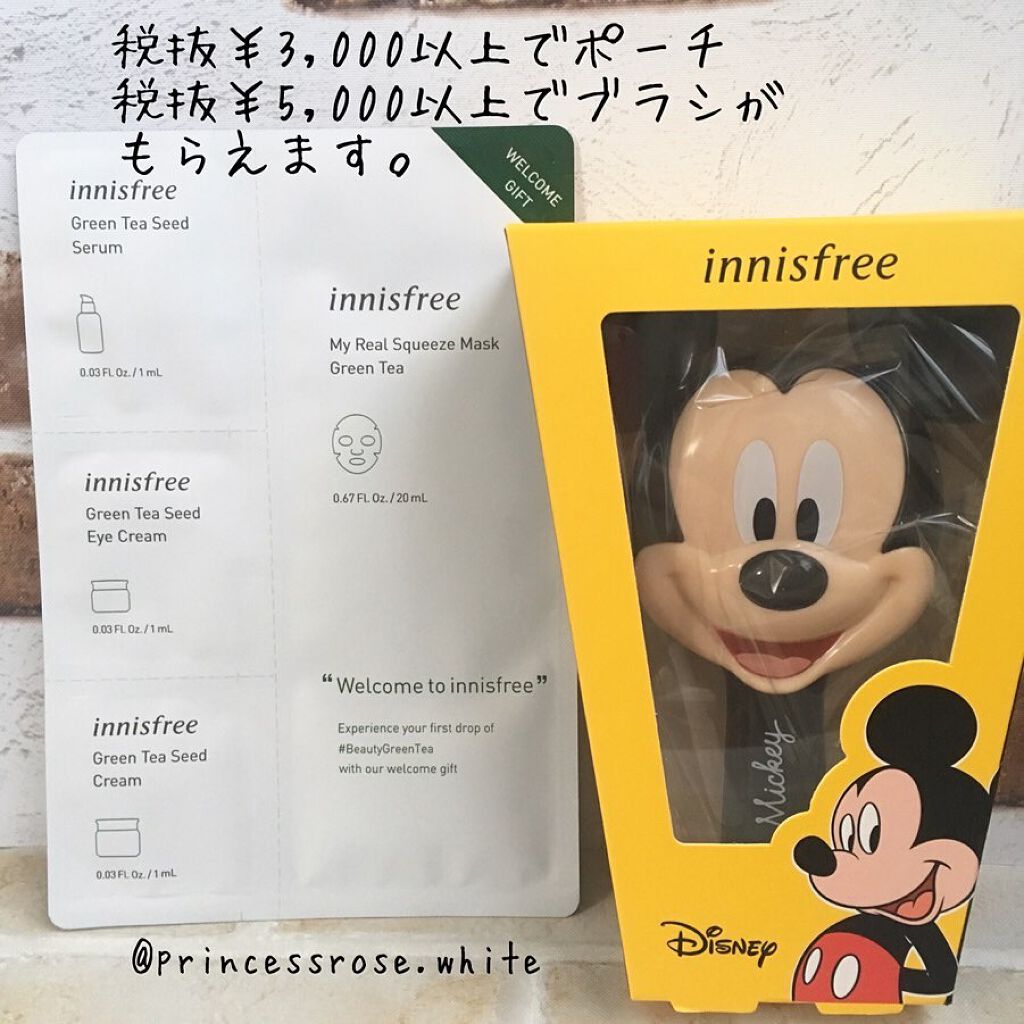 税抜¥3,000以上でポーチ
税抜¥5,000以上でブラシが
もらえます。
WELCOME
GIFT
innisfree
Green Tea Seed
Serum
0.03 FL Oz. / 1 mL
innisfree
My Real Squeeze Mask
Green Tea
0.67 FL Oz. / 20 mL
innisfree
Green Tea Seed
Eye Cream
0.03 FL Oz. / 1 mL
innisfree
Green Tea Seed
Cream
0.03 FL Oz. / 1 mL
“Welcome to innisfree”
Experience your first drop of
#BeautyGreenTea
with our welcome gift
innisfree
Mickey
DISNEY
@princessrose.white